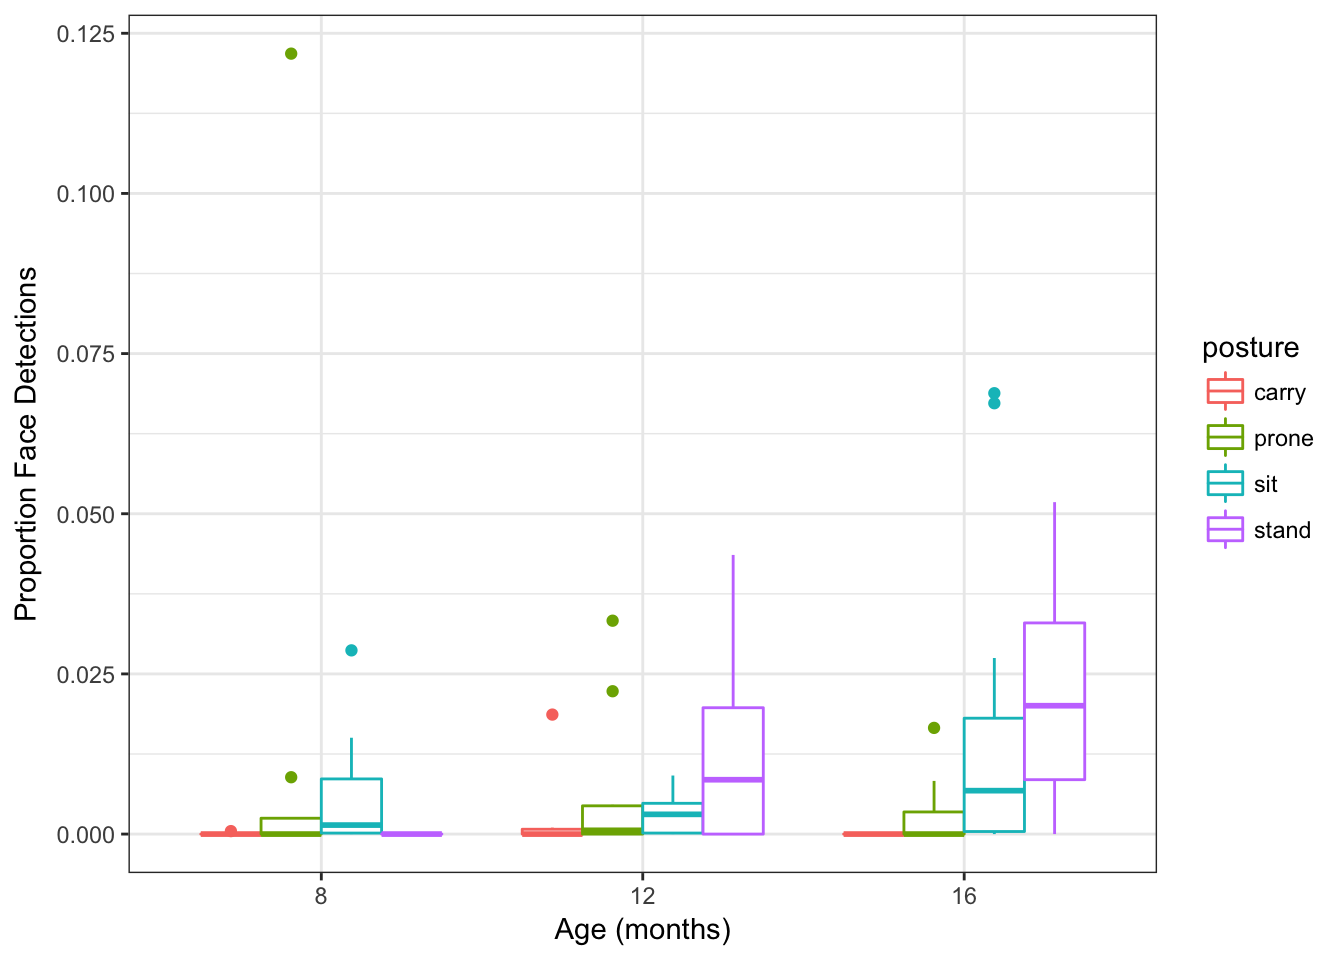 0.125
0.100
0.075
0.050
0.025
0.000
Proportion Face Detections
8
12
16
Age (months)
posture
carry
prone
sit
stand